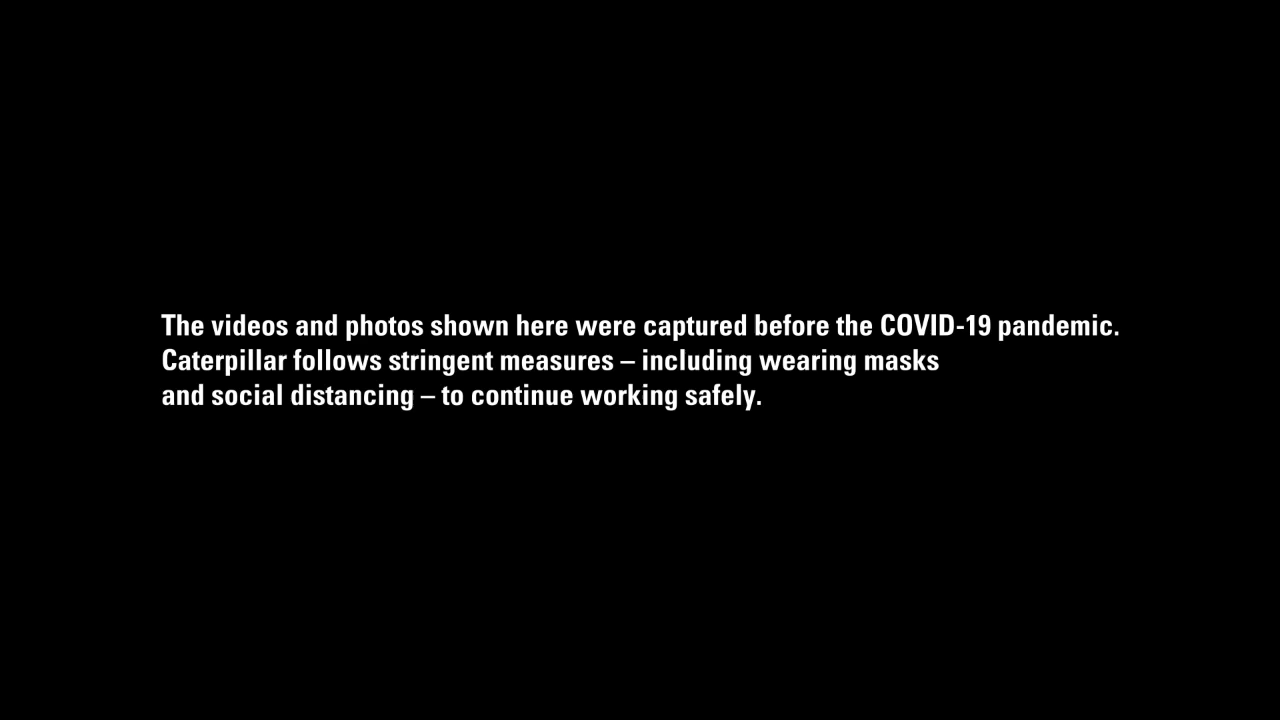 The videos and photos shown here were captured before the COVID-19 pandemic.
Caterpillar follows stringent measures – including wearing masks
and social distancing – to continue working safely.